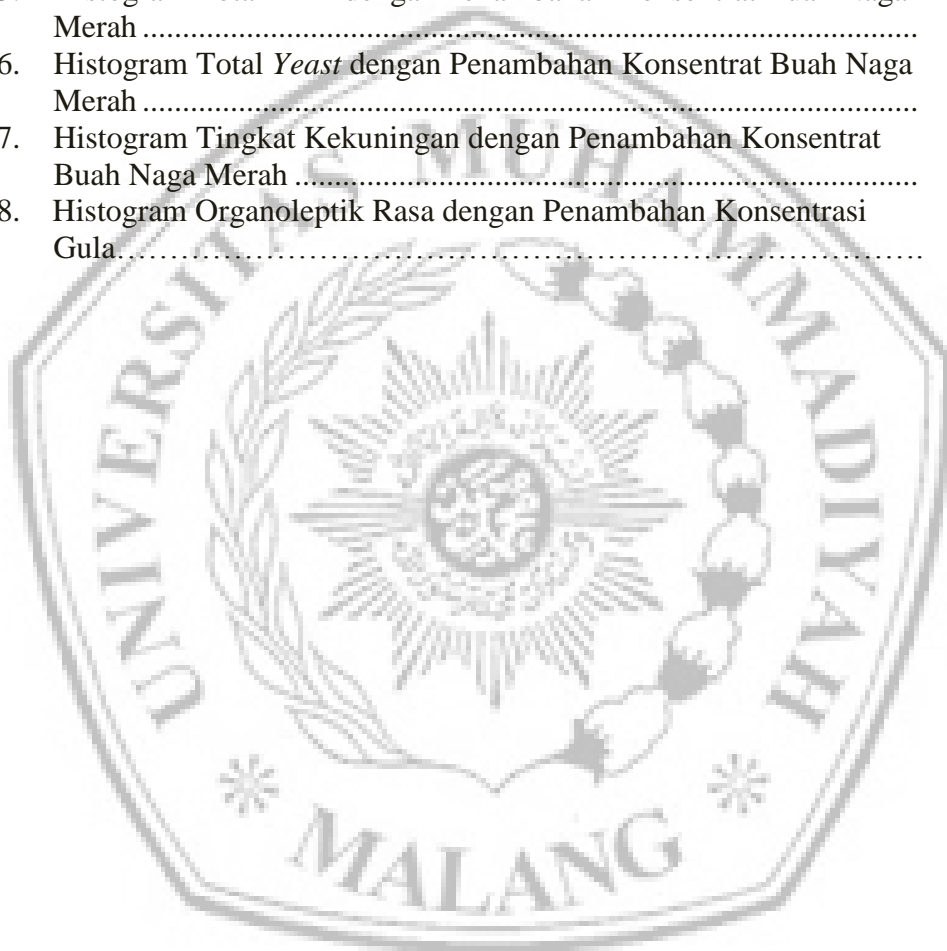 Merah ........................................................................................................
6. Histogram Total Yeast dengan Penambahan Konsentrat Buah Naga
Merah ........................................................................................................
7. Histogram Tingkat Kekuningan dengan Penambahan Konsentrat
Buah Naga Merah ..............................................................................
8. Histogram Organoleptik Rasa dengan Penambahan Konsentrasi
Gula……………………………………………………………………
UNIVERSITAS MUHAMMADIYAH
MALANG